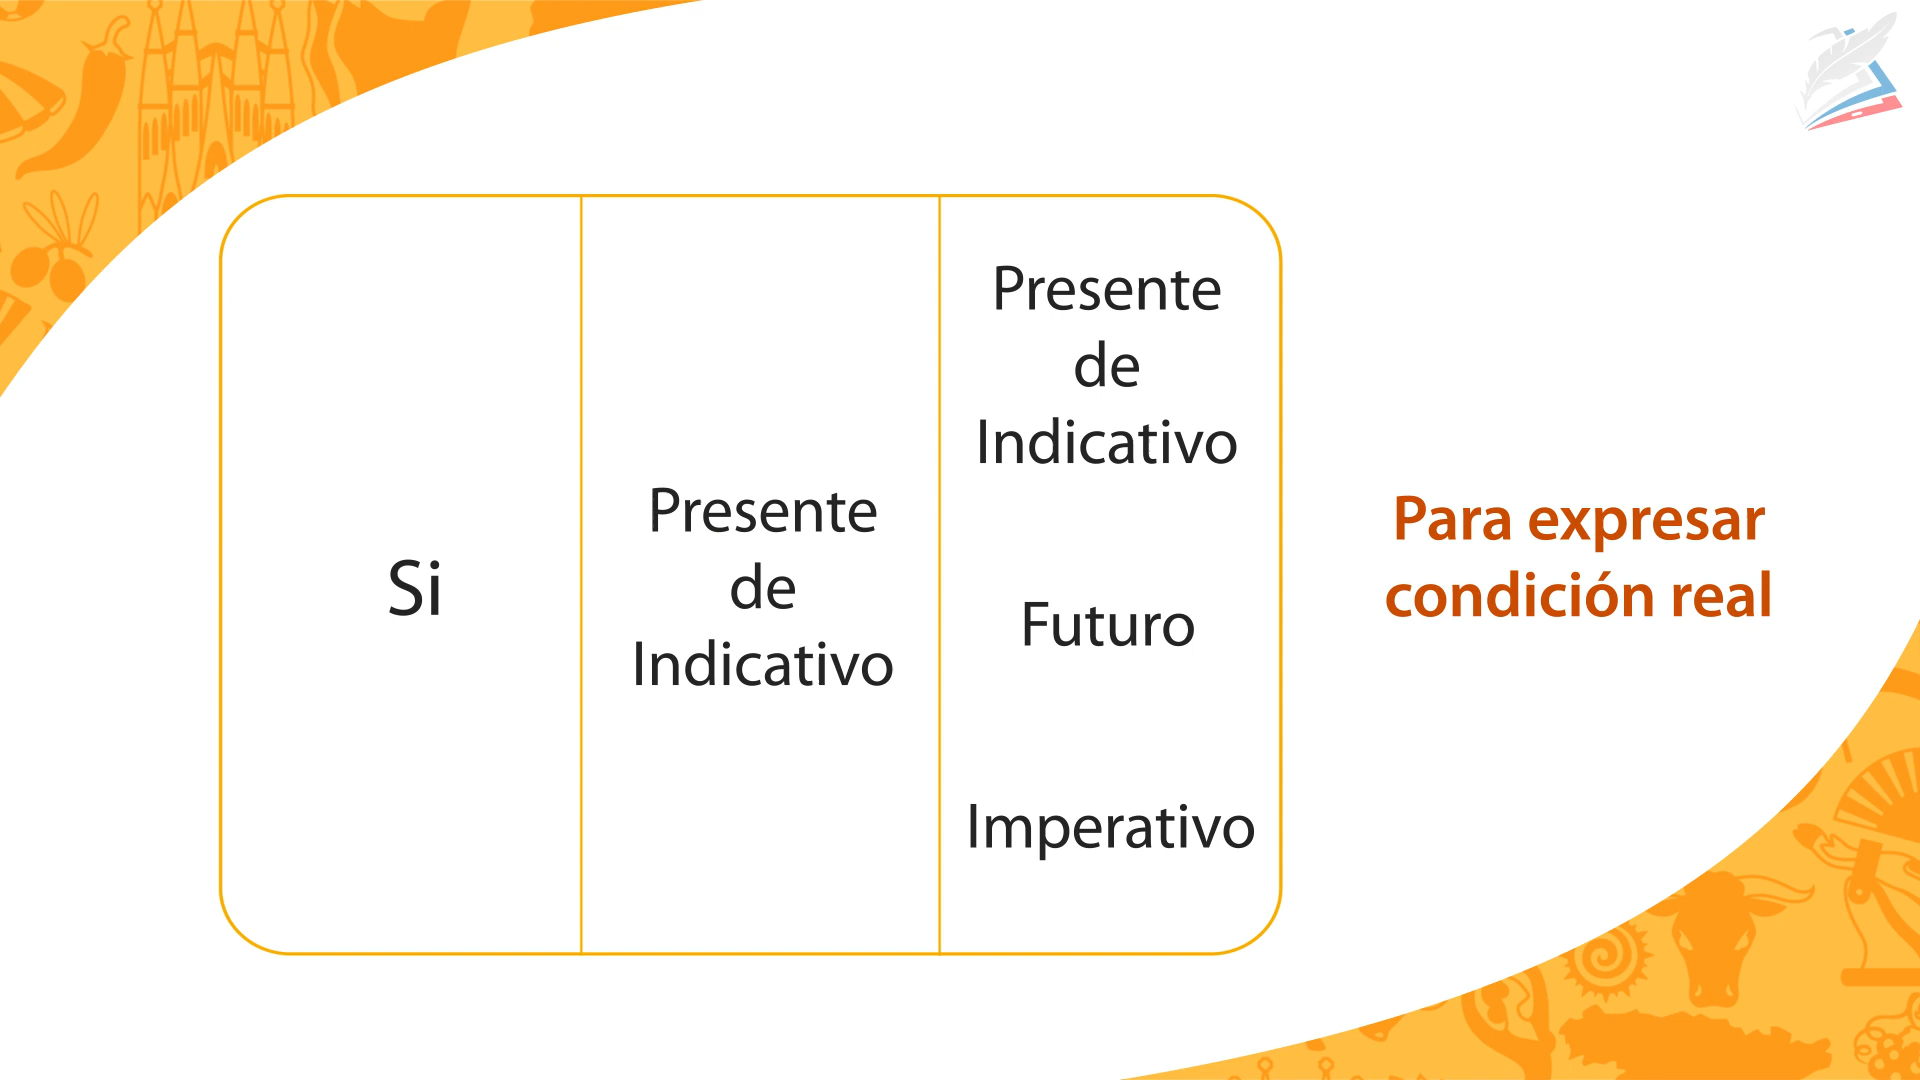 Si
Presente
de
Indicativo
Presente
de
Indicativo
Futuro
Imperativo
Para expresar
condición real